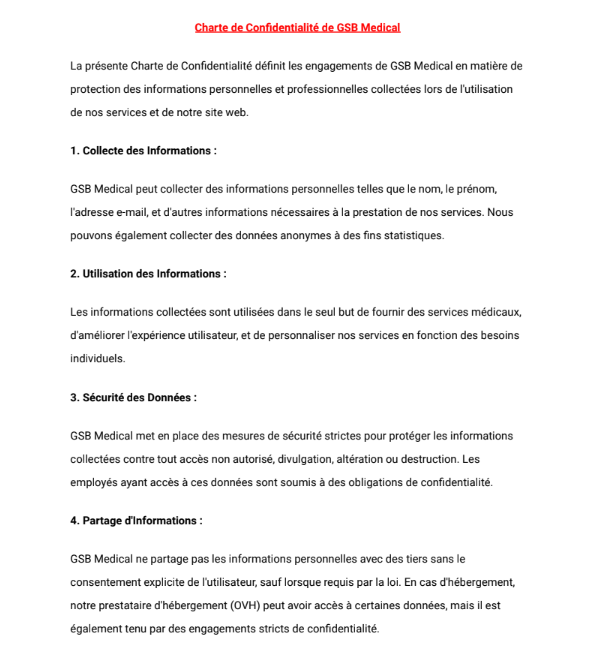 Charte de Confidentialité de GSB Medical
La présente Charte de Confidentialité définit les engagements de GSB Medical en matière de
protection des informations personnelles et professionnelles collectées lors de l'utilisation
de nos services et de notre site web.
1. Collecte des Informations :
GSB Medical peut collecter des informations personnelles telles que le nom, le prénom,
l'adresse e-mail, et d'autres informations nécessaires à la prestation de nos services. Nous
pouvons également collecter des données anonymes à des fins statistiques.
2. Utilisation des Informations :
Les informations collectées sont utilisées dans le seul but de fournir des services médicaux,
d'améliorer l'expérience utilisateur, et de personnaliser nos services en fonction des besoins
individuels.
3. Sécurité des Données :
GSB Medical met en place des mesures de sécurité strictes pour protéger les informations
collectées contre tout accès non autorisé, divulgation, altération ou destruction. Les
employés ayant accès à ces données sont soumis à des obligations de confidentialité.
4. Partage d'Informations :
GSB Medical ne partage pas les informations personnelles avec des tiers sans le
consentement explicite de l'utilisateur, sauf lorsque requis par la loi. En cas d'hébergement,
notre prestataire d'hébergement (OVH) peut avoir accès à certaines données, mais il est
également tenu par des engagements stricts de confidentialité.